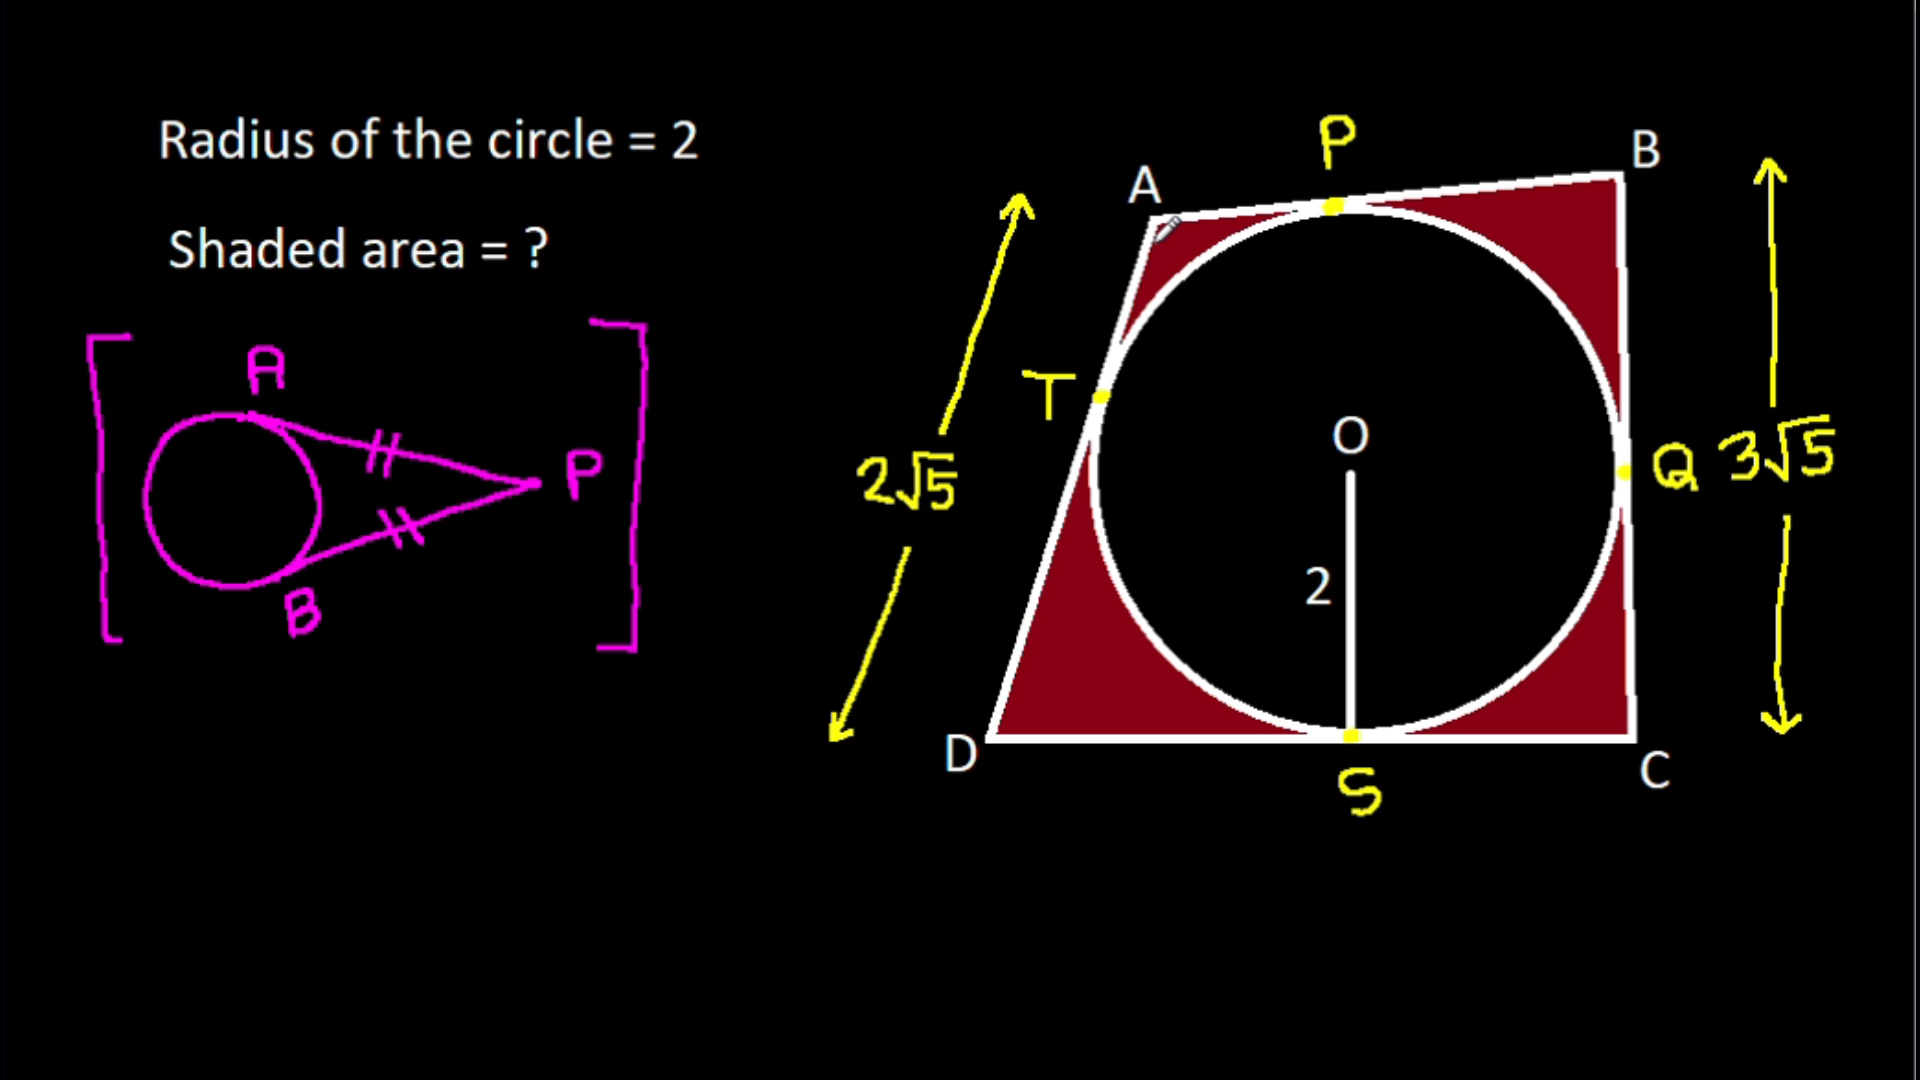 Radius of the circle = 2
Shaded area = ?
A
P
B
P
A
B
T
O
2√5
Q
3√5
2
D
C
S